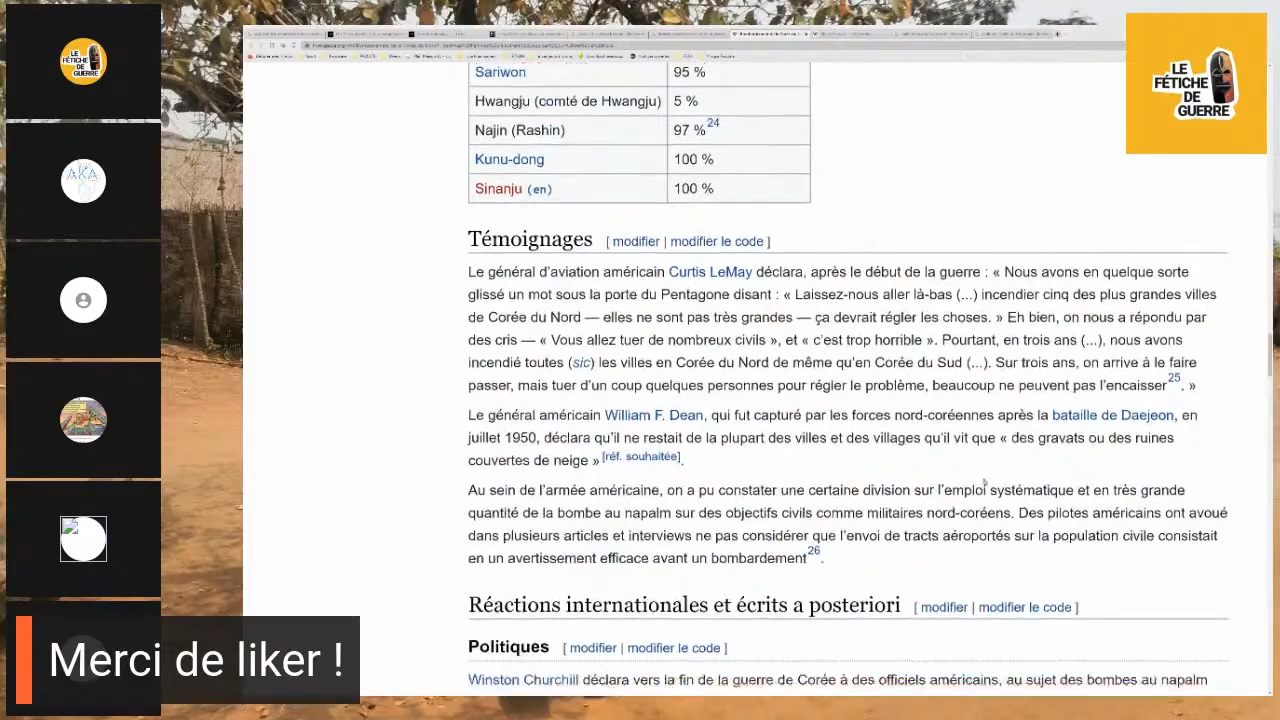 LE
FÉTICHE
DE
GUERRE
AKA
LE
FÉTICHE
DE
GUERRE
Sariwon 95 %
Hwangju (comté de Hwangju) 5 %
Najin (Rashin) 97 % 24
Kunu-dong 100 %
Sinanju (en) 100 %
Témoignages [ modifier | modifier le code ]
Le général d’aviation américain Curtis LeMay déclara, après le début de la guerre : « Nous avons en quelque sorte
glissé un mot sous la porte du Pentagone disant : « Laissez-nous aller là-bas (...) incendier cinq des plus grandes villes
de Corée du Nord — elles ne sont pas très grandes — ça devrait régler les choses. » Eh bien, on nous a répondu par
des cris — « Vous allez tuer de nombreux civils », et « c’est trop horrible ». Pourtant, en trois ans (...), nous avons
incendié toutes (sic) les villes en Corée du Nord de même qu’en Corée du Sud (...). Sur trois ans, on arrive à le faire
passer, mais tuer d’un coup quelques personnes pour régler le problème, beaucoup ne peuvent pas l’encaisser 25. »
Le général américain William F. Dean, qui fut capturé par les forces nord-coréennes après la bataille de Daejeon, en
juillet 1950, déclara qu’il ne restait de la plupart des villes et des villages qu’il vit que « des gravats ou des ruines
couvertes de neige » [réf. souhaitée].
Au sein de l’armée américaine, on a pu constater une certaine division sur l’emploi systématique et en très grande
quantité de la bombe au napalm sur des objectifs civils comme militaires nord-coréens. Des pilotes américains ont avoué
dans plusieurs articles et interviews ne pas considérer que l’envoi de tracts aéroportés sur la population civile consistait
en un avertissement efficace avant un bombardement 26.
Réactions internationales et écrits a posteriori [ modifier | modifier le code ]
Politiques [ modifier | modifier le code ]
Winston Churchill déclara vers la fin de la guerre de Corée à des officiels américains, au sujet des bombes au napalm
Merci de liker !